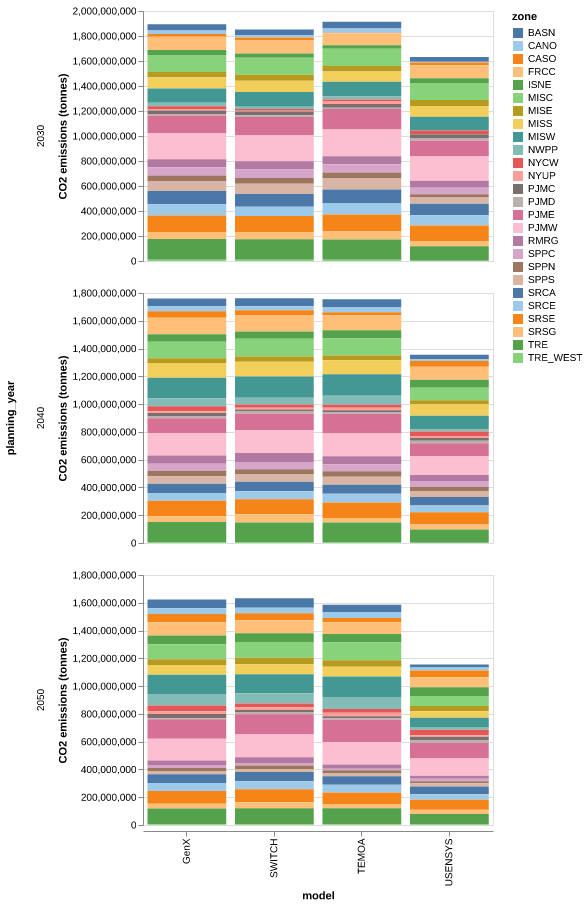 2,000,000,000
1,800,000,000
1,600,000,000
1,400,000,000
1,200,000,000
1,000,000,000
800,000,000
600,000,000
400,000,000
200,000,000
0
CO2 emissions (tonnes)
2030
1,800,000,000
1,600,000,000
1,400,000,000
1,200,000,000
1,000,000,000
800,000,000
600,000,000
400,000,000
200,000,000
0
CO2 emissions (tonnes)
2040
planning_year
1,800,000,000
1,600,000,000
1,400,000,000
1,200,000,000
1,000,000,000
800,000,000
600,000,000
400,000,000
200,000,000
0
CO2 emissions (tonnes)
2050
GenX
SWITCH
TEMOA
USENSYS
model
zone
BASN
CANO
CASO
FRCC
ISNE
MISC
MISE
MISS
MISW
NWPP
NYCW
NYUP
PJMC
PJMD
PJME
PJMW
RMRG
SPPC
SPPN
SPPS
SRCA
SRCE
SRSE
SRSG
TRE
TRE_WEST